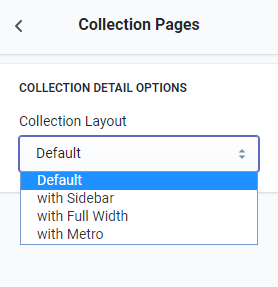 Collection Pages
COLLECTION DETAIL OPTIONS
Collection Layout
Default
Default
with Sidebar
with Full Width
with Metro